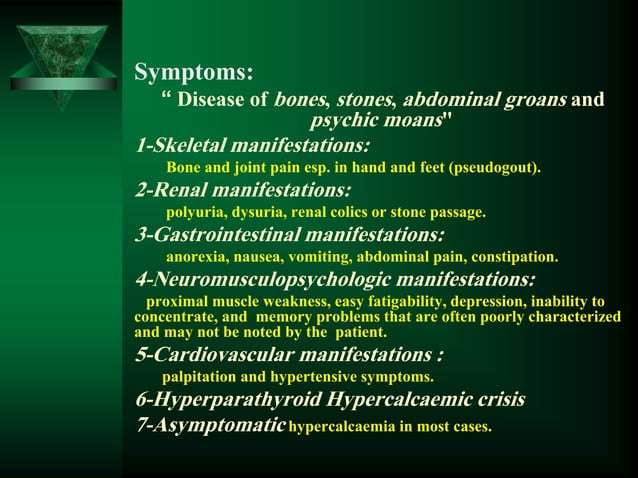 Symptoms:
“ Disease of bones, stones, abdominal groans and
psychic moans"
1-Skeletal manifestations:
Bone and joint pain esp. in hand and feet (pseudogout).
2-Renal manifestations:
polyuria, dysuria, renal colics or stone passage.
3-Gastrointestinal manifestations:
anorexia, nausea, vomiting, abdominal pain, constipation.
4-Neuromusculopsychologic manifestations:
proximal muscle weakness, easy fatigability, depression, inability to
concentrate, and memory problems that are often poorly characterized
and may not be noted by the patient.
5-Cardiovascular manifestations :
palpitation and hypertensive symptoms.
6-Hyperparathyroid Hypercalcaemic crisis
7-Asymptomatic hypercalcaemia in most cases.